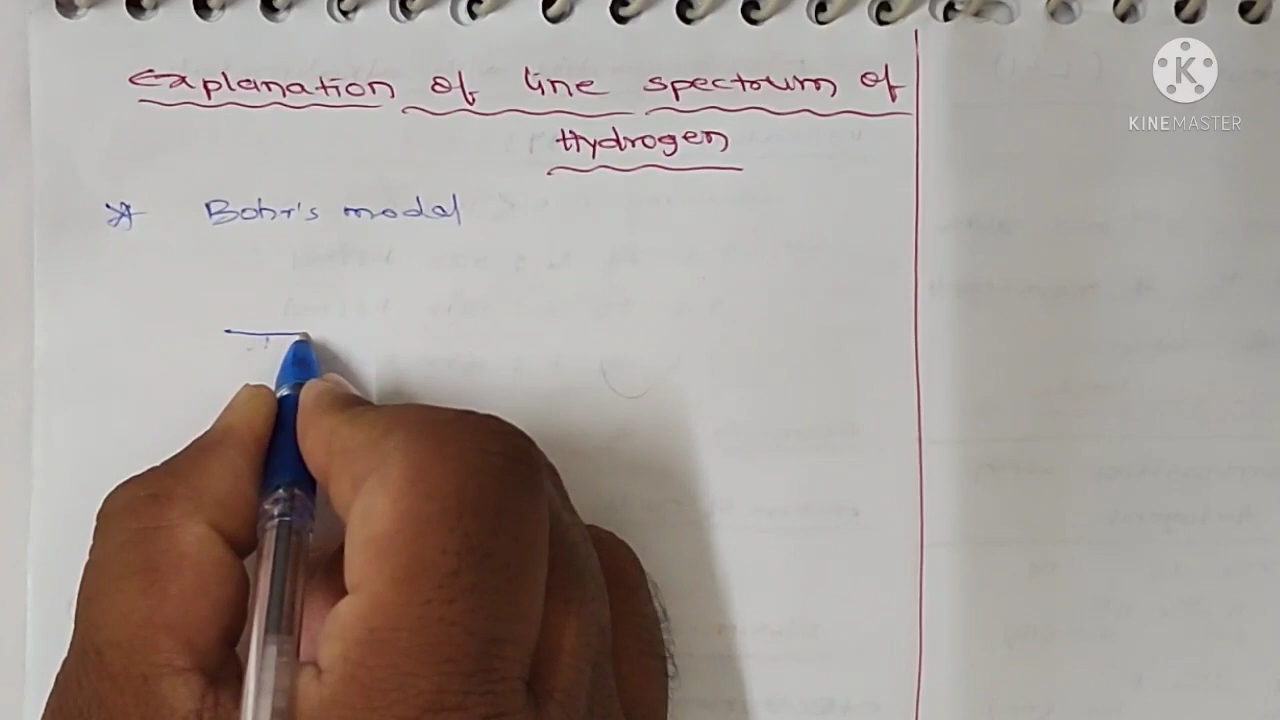 Explanation of line spectrum of
Hydrogen
Bohr's model
K
KINEMASTER